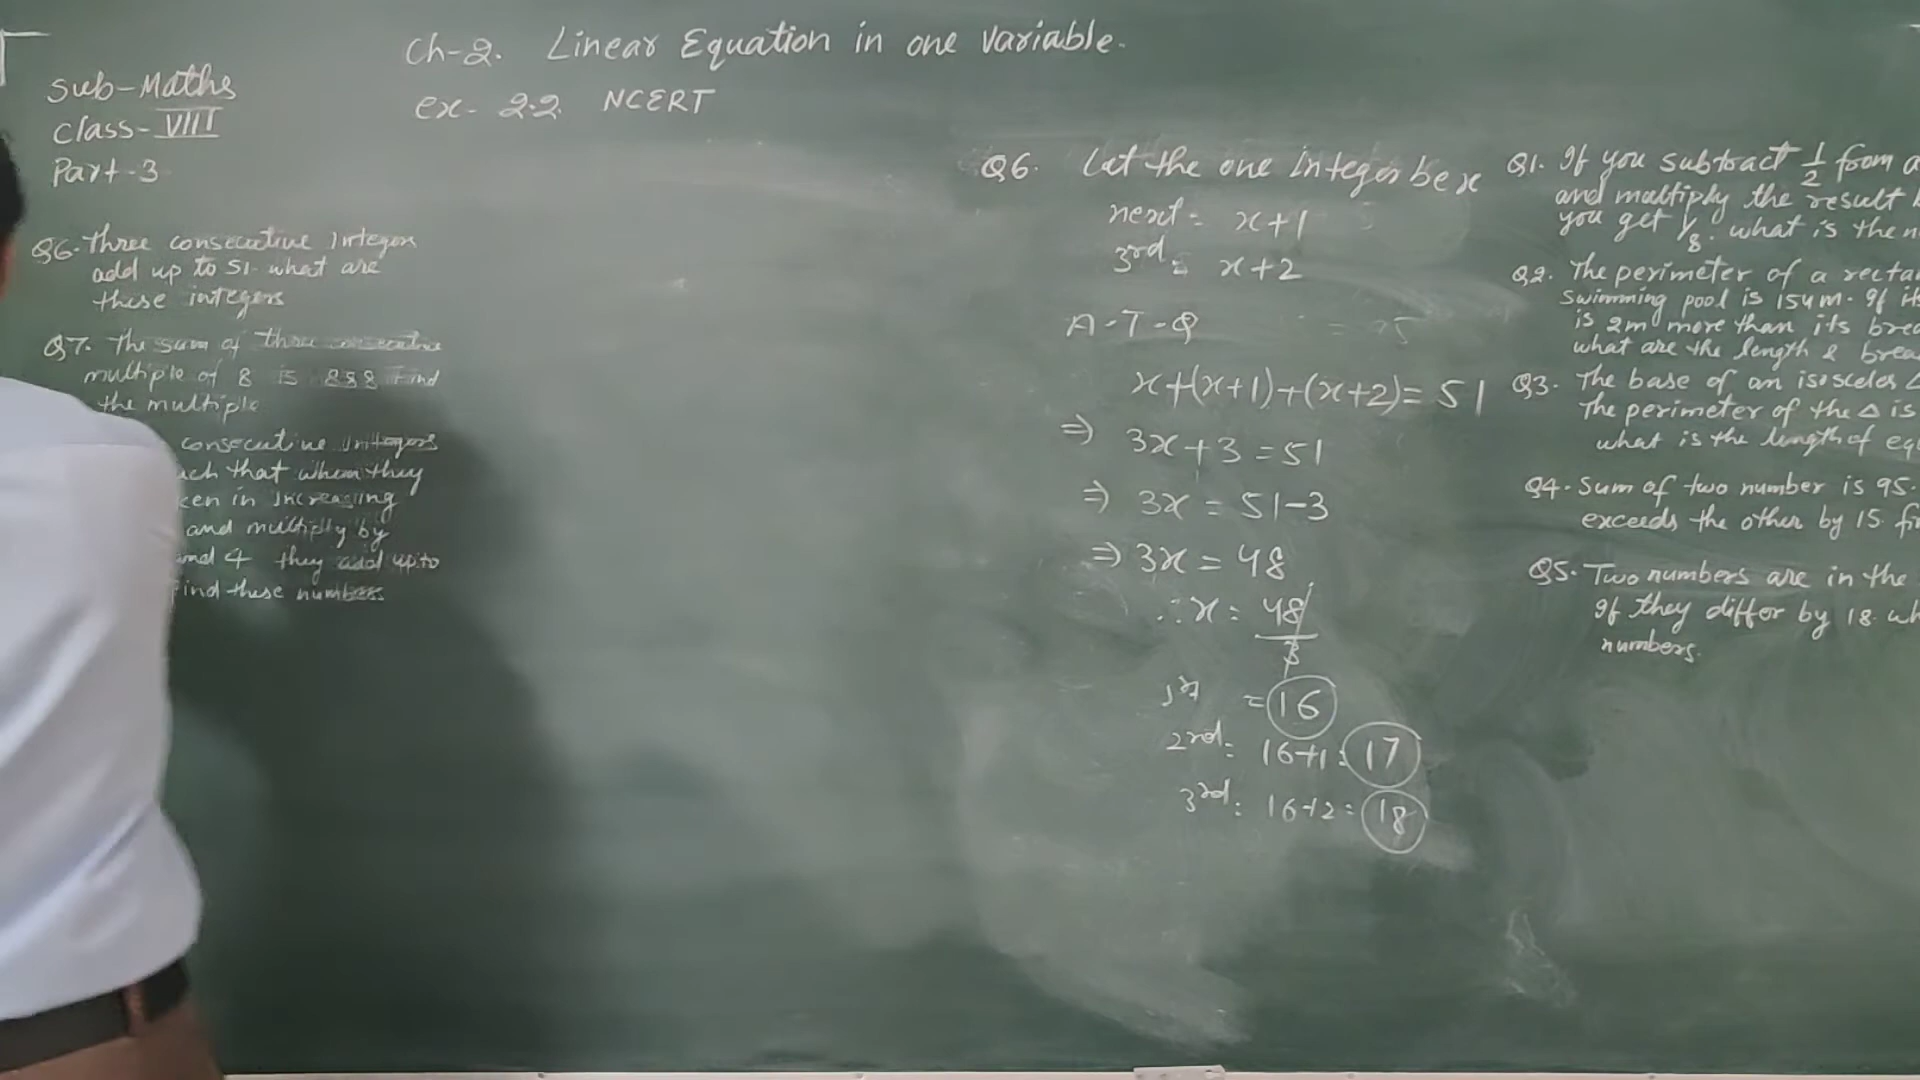 Ch-2. Linear Equation in one variable.
ex- 2.2 NCERT
Sub-Maths
Class-VIII
Part-3
Q6. Three consecutive integers
add up to 51. what are
these integers
Q7. The sum of three consecutive
multiple of 8 is 888 find
the multiple
consecutive integers
ach that when they
ken in increasing
and multiply by
and 4 they add up to
find these numbers
Q6. Let the one integer be x
next = x+1
3rd = x+2
A-T-Q
x+(x+1)+(x+2)= 51
⇒ 3x+3=51
⇒ 3x = 51-3
⇒ 3x = 48
∴ x = 48/3
1st = 16
2rd = 16+1 = 17
3rd = 16+2 = 18
Q1. If you subtract 1/2 from a
and multiply the result b
you get 1/8. what is the n
Q2. The perimeter of a rectan
swimming pool is 154m. If it
is 2m more than its brea
what are the length & brea
Q3. The base of an isosceles Δ
The perimeter of the Δ is
what is the length of eq
Q4. Sum of two number is 95.
exceeds the other by 15. fi
Q5. Two numbers are in the
If they differ by 18. wh
numbers.